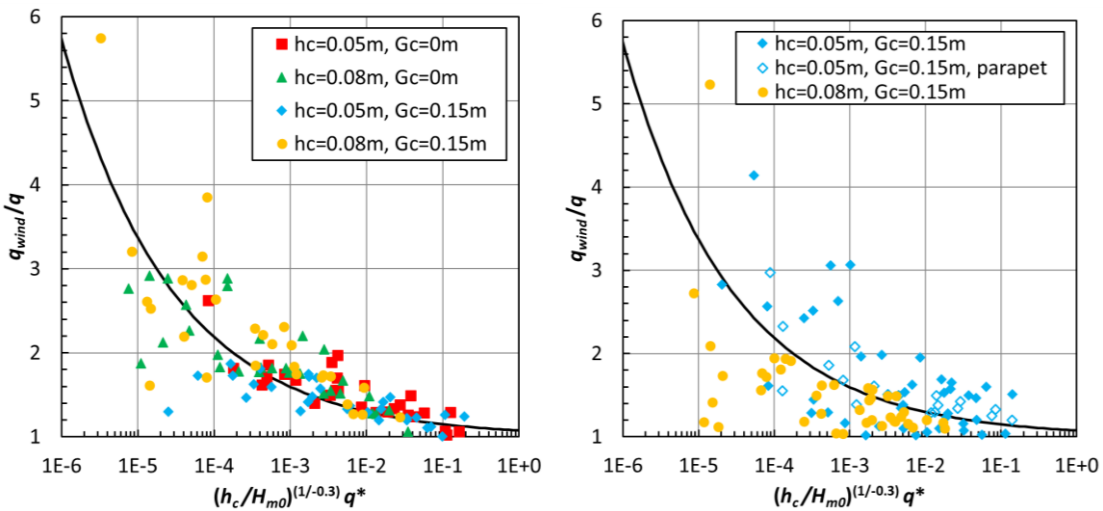 6
5
4
3
2
1
q_wind/q
hc=0.05m, Gc=0m
hc=0.08m, Gc=0m
hc=0.05m, Gc=0.15m
hc=0.08m, Gc=0.15m
1E-6 1E-5 1E-4 1E-3 1E-2 1E-1 1E+0
(h_c/H_m0)^(1/-0.3) q*
6
5
4
3
2
1
q_wind/q
hc=0.05m, Gc=0.15m
hc=0.05m, Gc=0.15m, parapet
hc=0.08m, Gc=0.15m
1E-6 1E-5 1E-4 1E-3 1E-2 1E-1 1E+0
(h_c/H_m0)^(1/-0.3) q*